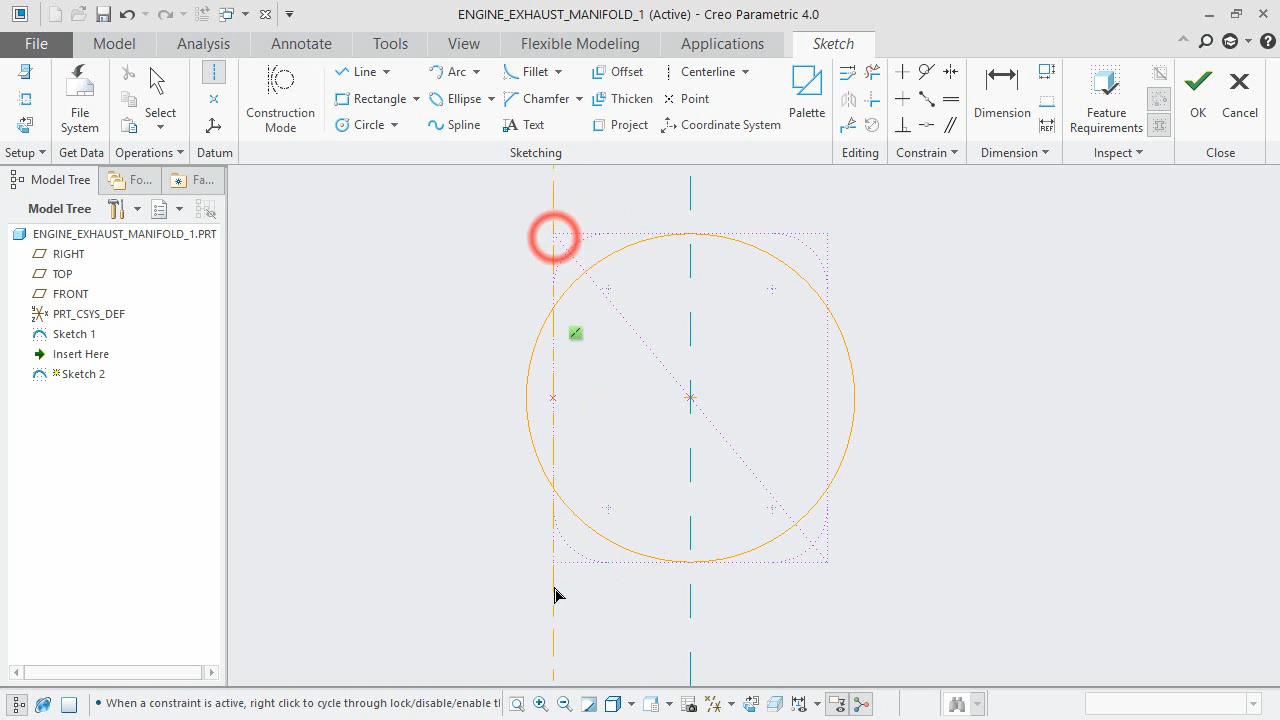 ENGINE_EXHAUST_MANIFOLD_1 (Active) - Creo Parametric 4.0
File Model Analysis Annotate Tools View Flexible Modeling Applications Sketch
Line Arc Fillet Offset Centerline
Rectangle Ellipse Chamfer Thicken Point
Circle Spline Text Project Coordinate System
File System
Select
Construction Mode
Palette
Dimension
REF
Feature Requirements
OK
Cancel
Setup Get Data Operations Datum Sketching Editing Constrain Dimension Inspect Close
Model Tree Fo... Fa...
Model Tree
ENGINE_EXHAUST_MANIFOLD_1.PRT
RIGHT
TOP
FRONT
PRT_CSYS_DEF
Sketch 1
Insert Here
Sketch 2
• When a constraint is active, right click to cycle through lock/disable/enable t